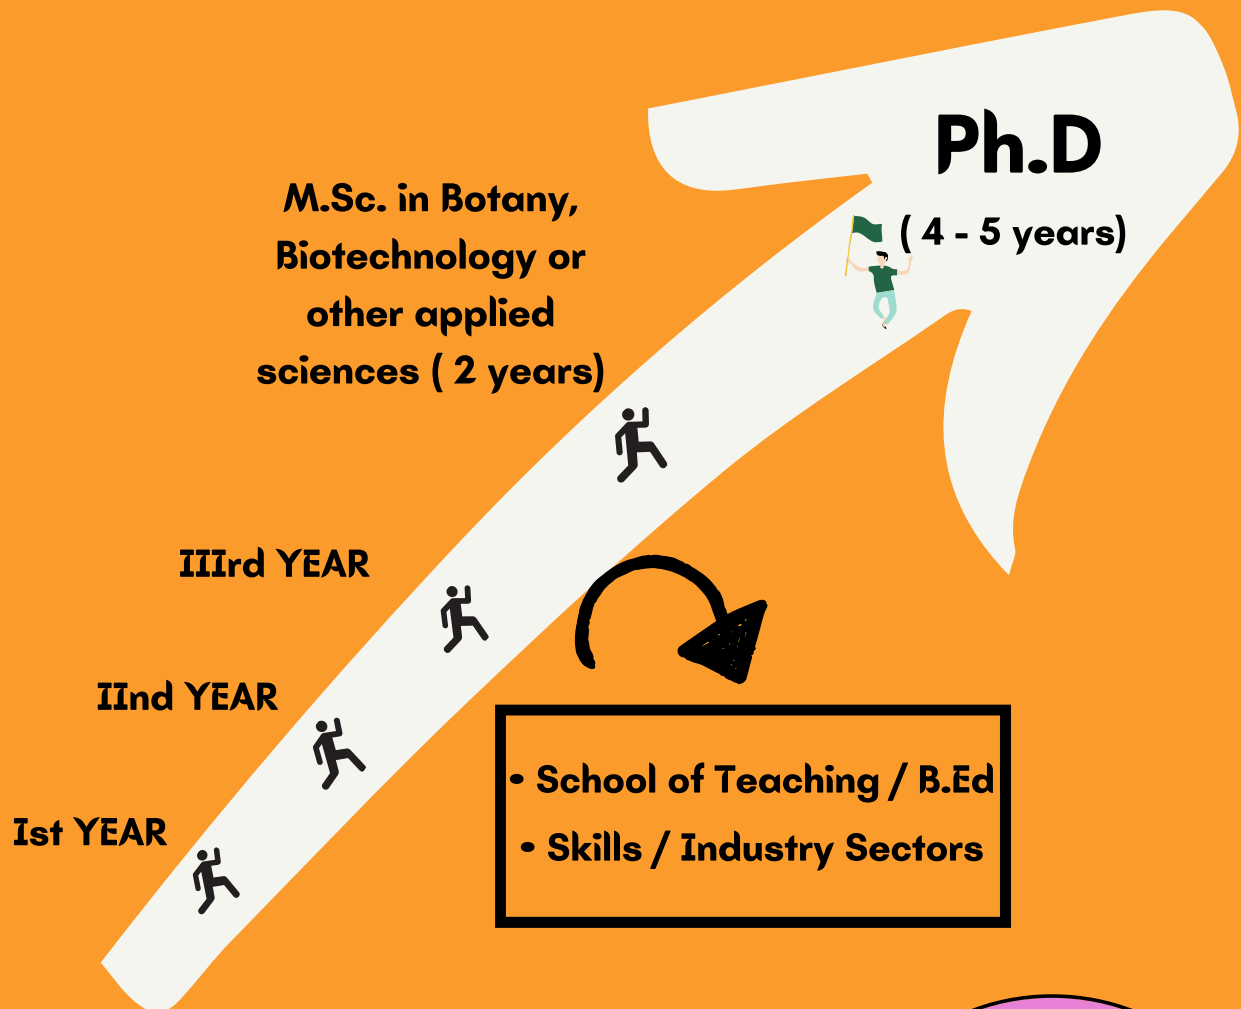 Ph.D
( 4 - 5 years)
M.Sc. in Botany,
Biotechnology or
other applied
sciences ( 2 years)
IIIrd YEAR
IInd YEAR
Ist YEAR
• School of Teaching / B.Ed
• Skills / Industry Sectors